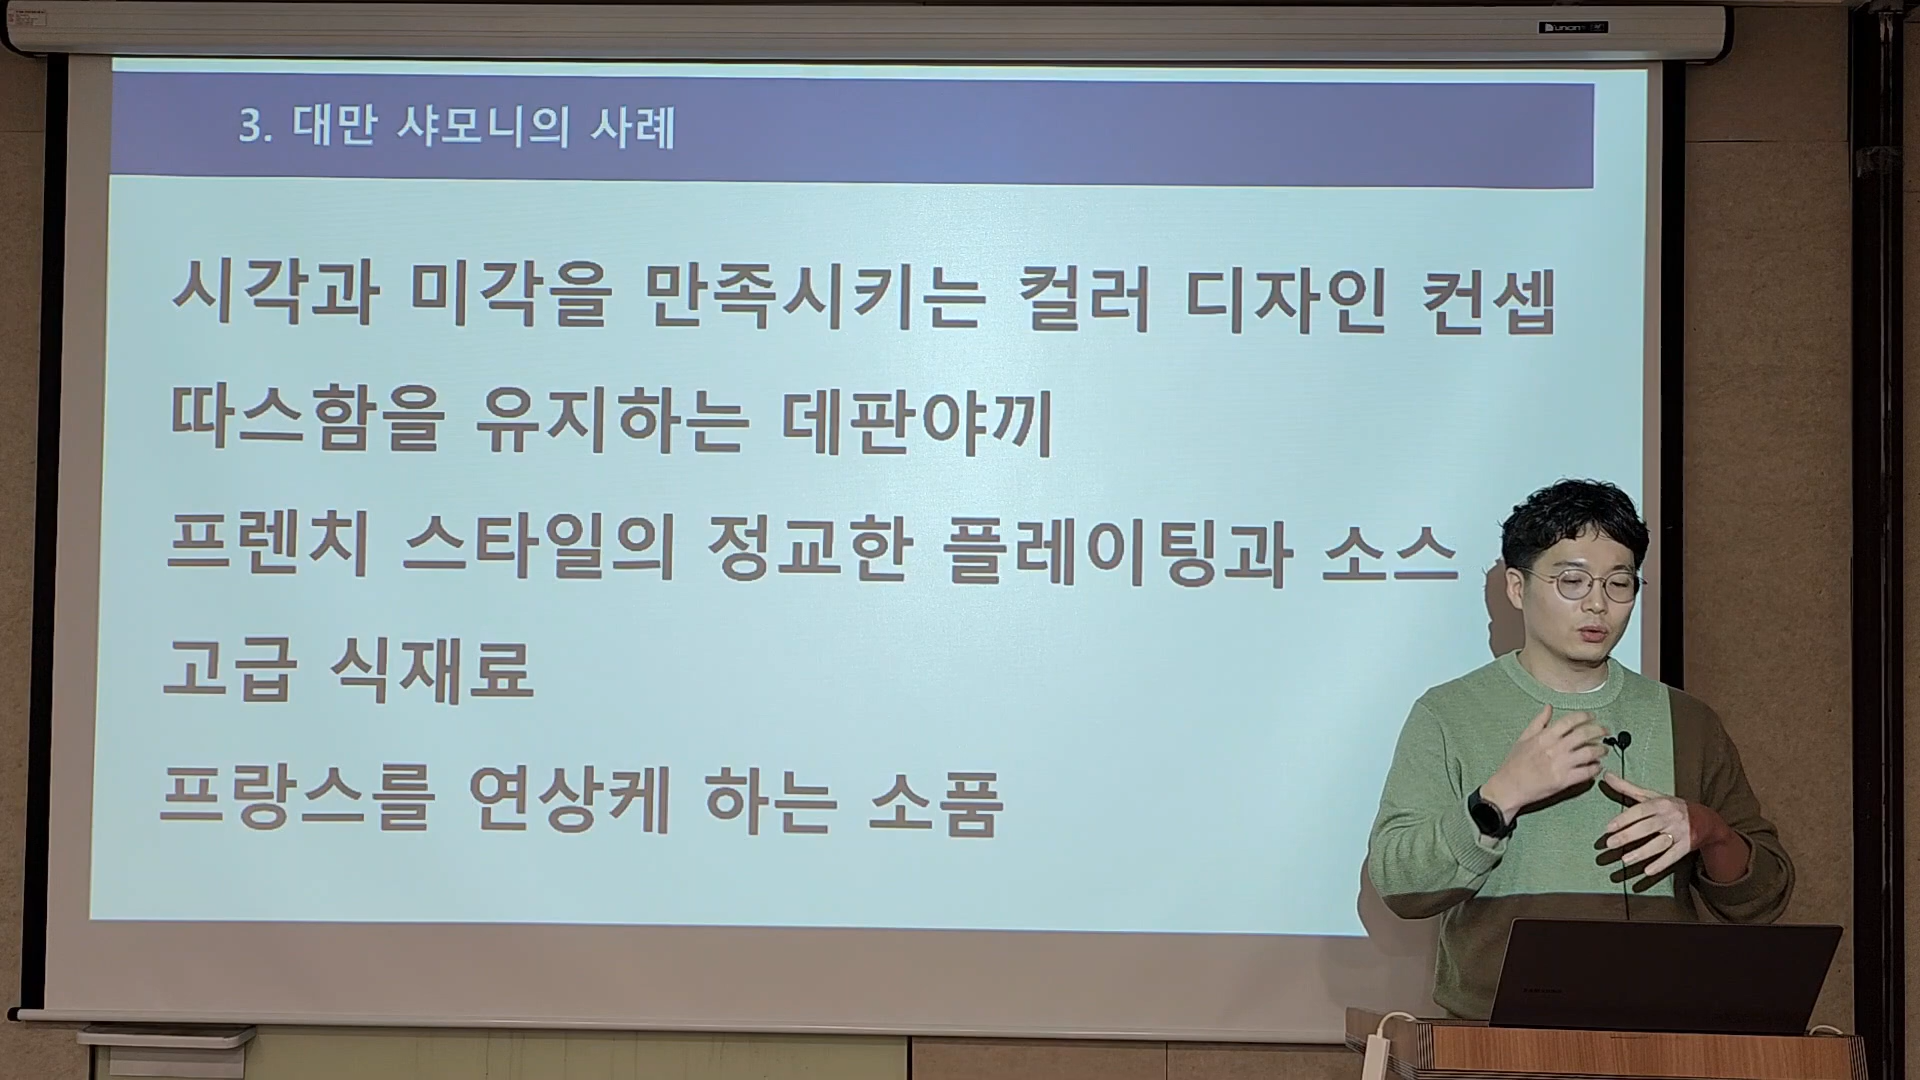 3. 대만 샤모니의 사례
시각과 미각을 만족시키는 컬러 디자인 컨셉
따스함을 유지하는 데판야끼
프렌치 스타일의 정교한 플레이팅과 소스
고급 식재료
프랑스를 연상케 하는 소품